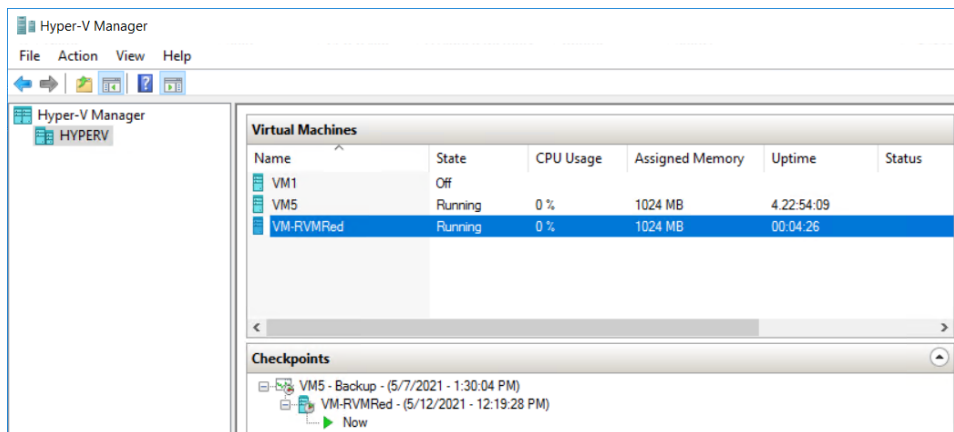 Hyper-V Manager
File Action View Help
Hyper-V Manager
HYPERV
Virtual Machines
Name State CPU Usage Assigned Memory Uptime Status
VM1 Off
VM5 Running 0 % 1024 MB 4.22:54:09
VM-RVMRed Running 0 % 1024 MB 00:04:26
Checkpoints
VM5 - Backup - (5/7/2021 - 1:30:04 PM)
VM-RVMRed - (5/12/2021 - 12:19:28 PM)
Now